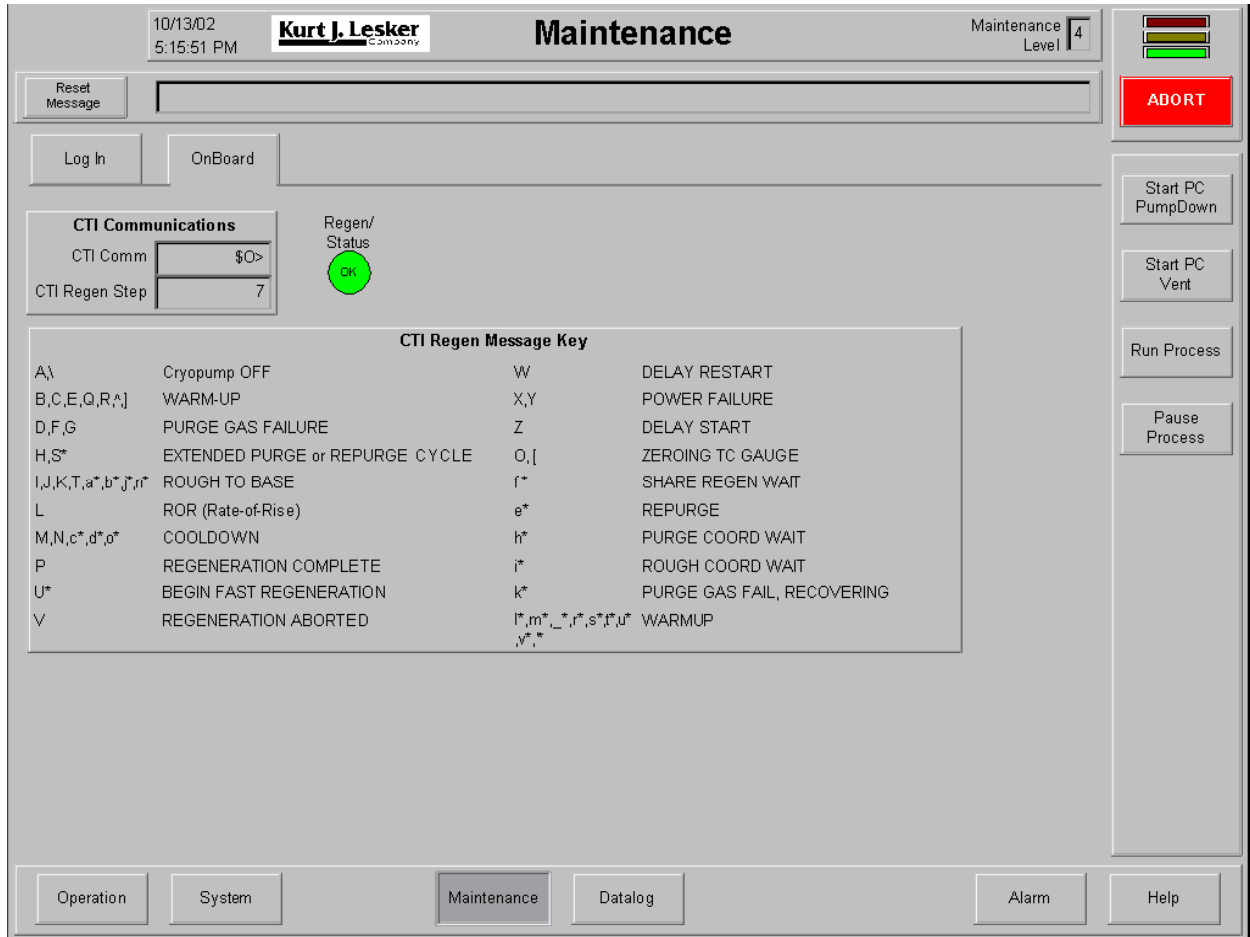 10/13/02
5:15:51 PM
Kurt J. Lesker
Company
Maintenance
Maintenance
Level
4
Reset
Message
ABORT
Log In
OnBoard
CTI Communications
CTI Comm
$O>
CTI Regen Step
7
Regen/
Status
OK
CTI Regen Message Key
A,\ Cryopump OFF W DELAY RESTART
B,C,E,Q,R,^,] WARM-UP X,Y POWER FAILURE
D,F,G PURGE GAS FAILURE Z DELAY START
H,S* EXTENDED PURGE or REPURGE CYCLE O,[ ZEROING TC GAUGE
I,J,K,T,a*,b*,j*,n* ROUGH TO BASE f* SHARE REGEN WAIT
L ROR (Rate-of-Rise) e* REPURGE
M,N,c*,d*,o* COOLDOWN h* PURGE COORD WAIT
P REGENERATION COMPLETE i* ROUGH COORD WAIT
U* BEGIN FAST REGENERATION k* PURGE GAS FAIL, RECOVERING
V REGENERATION ABORTED l*,m*,_*,r*,s*,t*,u* WARMUP
,v*,*
Start PC
PumpDown
Start PC
Vent
Run Process
Pause
Process
Operation
System
Maintenance
Datalog
Alarm
Help